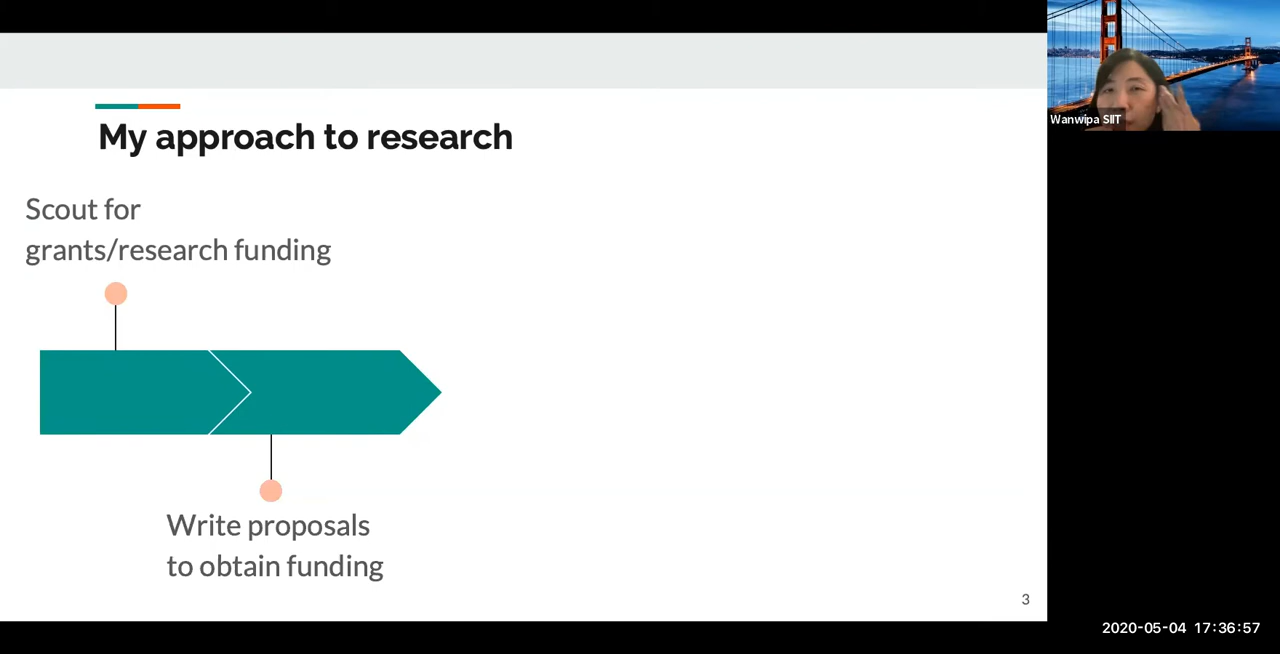 My approach to research
Scout for
grants/research funding
Write proposals
to obtain funding
3
Wanwipa SIIT
2020-05-04 17:36:57